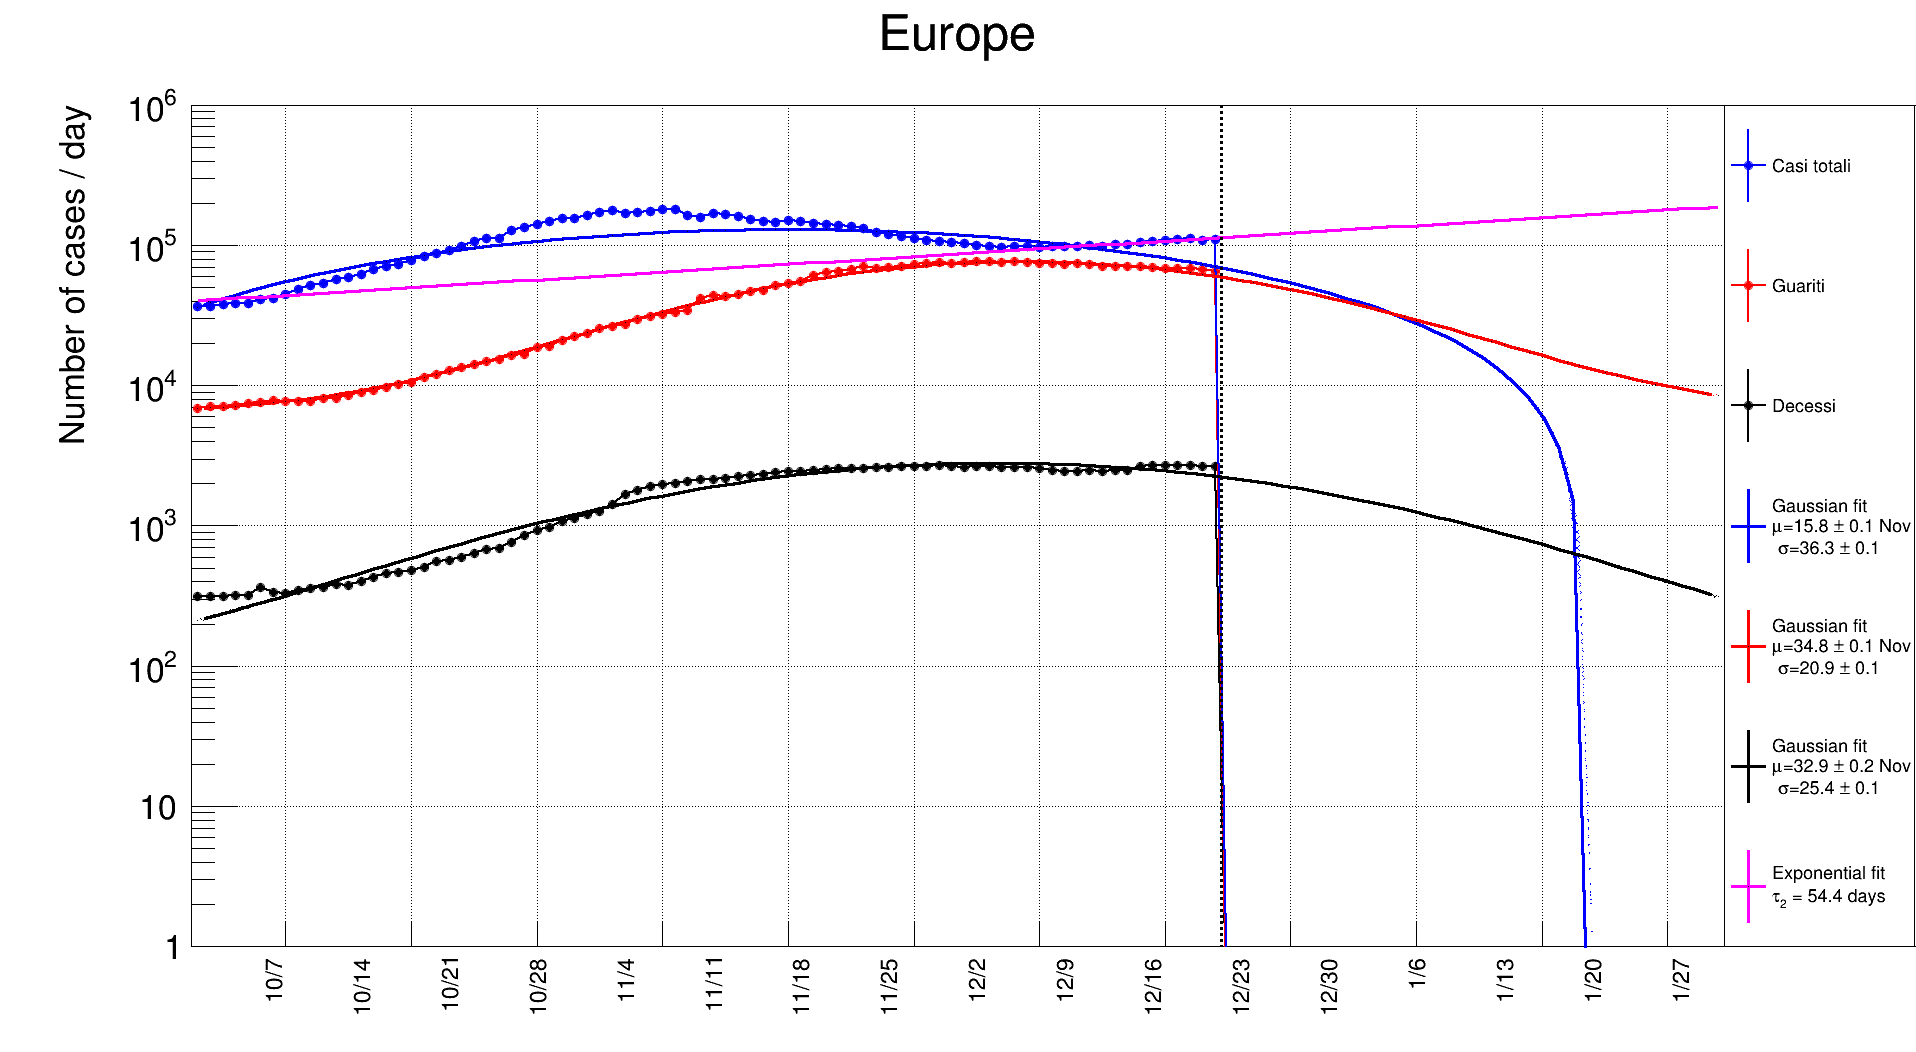 Europe
Number of cases / day
10^6
10^5
10^4
10^3
10^2
10
1
10/7
10/14
10/21
10/28
11/4
11/11
11/18
11/25
12/2
12/9
12/16
12/23
12/30
1/6
1/13
1/20
1/27
Casi totali
Guariti
Decessi
Gaussian fit
μ=15.8 ± 0.1 Nov
σ=36.3 ± 0.1
Gaussian fit
μ=34.8 ± 0.1 Nov
σ=20.9 ± 0.1
Gaussian fit
μ=32.9 ± 0.2 Nov
σ=25.4 ± 0.1
Exponential fit
τ₂ = 54.4 days